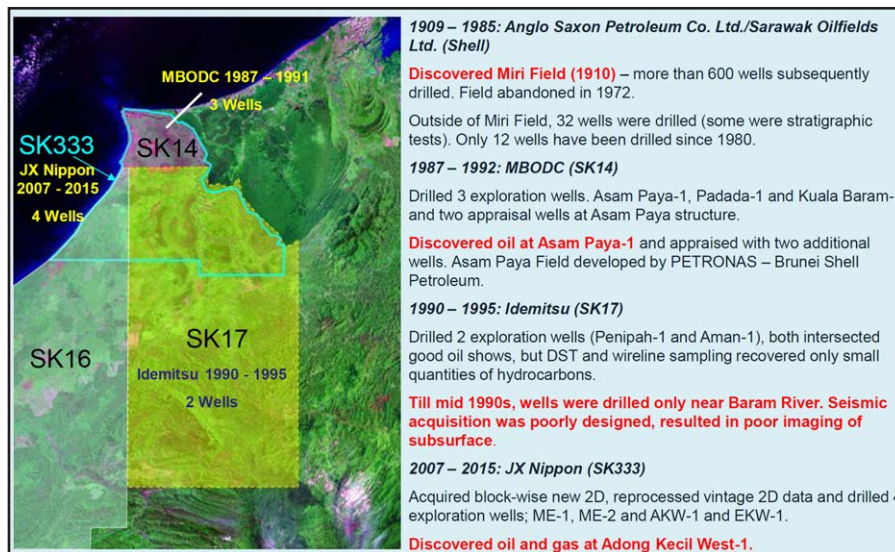 MBODC 1987 – 1991
3 Wells
SK14
SK333
JX Nippon
2007 - 2015
4 Wells
SK16
SK17
Idemitsu 1990 - 1995
2 Wells
1909 – 1985: Anglo Saxon Petroleum Co. Ltd./Sarawak Oilfields
Ltd. (Shell)
Discovered Miri Field (1910) – more than 600 wells subsequently
drilled. Field abandoned in 1972.
Outside of Miri Field, 32 wells were drilled (some were stratigraphic
tests). Only 12 wells have been drilled since 1980.
1987 – 1992: MBODC (SK14)
Drilled 3 exploration wells. Asam Paya-1, Padada-1 and Kuala Baram-
and two appraisal wells at Asam Paya structure.
Discovered oil at Asam Paya-1 and appraised with two additional
wells. Asam Paya Field developed by PETRONAS – Brunei Shell
Petroleum.
1990 – 1995: Idemitsu (SK17)
Drilled 2 exploration wells (Penipah-1 and Aman-1), both intersected
good oil shows, but DST and wireline sampling recovered only small
quantities of hydrocarbons.
Till mid 1990s, wells were drilled only near Baram River. Seismic
acquisition was poorly designed, resulted in poor imaging of
subsurface.
2007 – 2015: JX Nippon (SK333)
Acquired block-wise new 2D, reprocessed vintage 2D data and drilled 4
exploration wells; ME-1, ME-2 and AKW-1 and EKW-1.
Discovered oil and gas at Adong Kecil West-1.